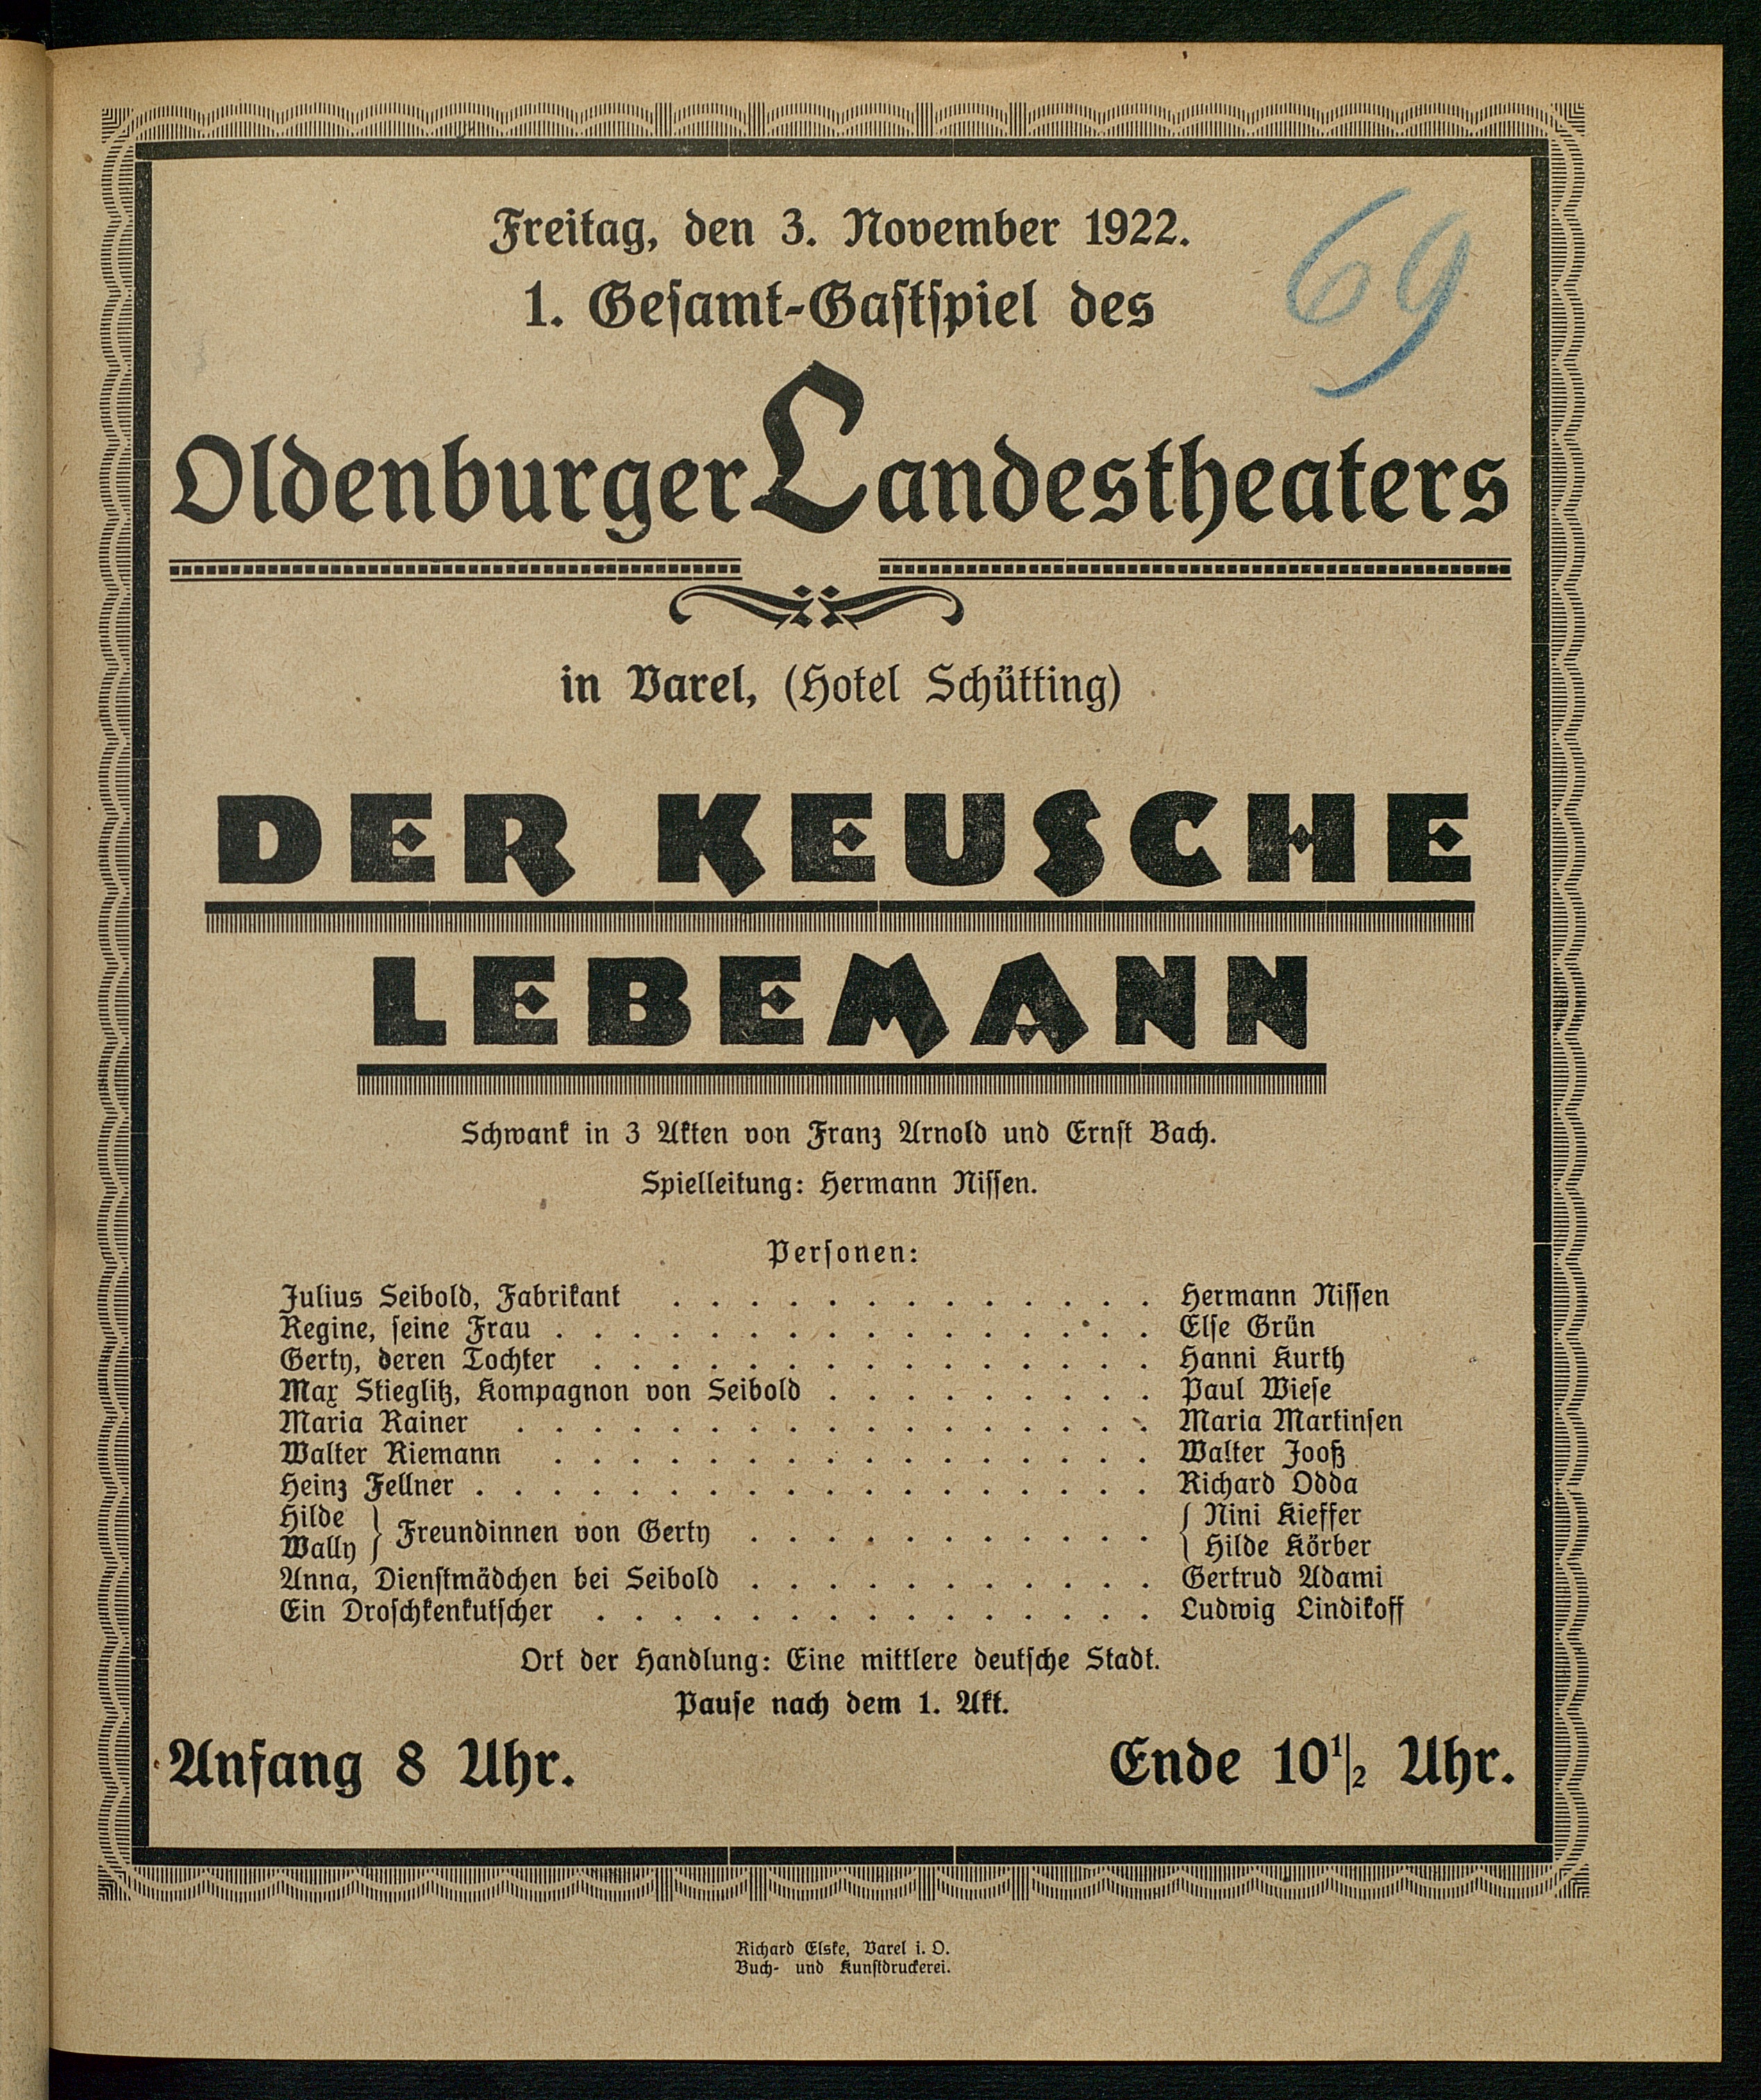 Freitag, den 3. November 1922.
69
1. Gesamt-Gastspiel des
Oldenburger Landestheaters
in Varel, (Hotel Schütting)
DER KEUSCHE
LEBEMANN
Schwank in 3 Akten von Franz Arnold und Ernst Bach.
Spielleitung: Hermann Nissen.
Personen:
Julius Seibold, Fabrikant . . . . . . . . . . . . . Hermann Nissen
Regine, seine Frau . . . . . . . . . . . . . . . . Else Grün
Gerty, deren Tochter . . . . . . . . . . . . . . . Hanni Kurth
Max Stieglitz, Kompagnon von Seibold . . . . . . . . . Paul Wiese
Maria Rainer . . . . . . . . . . . . . . . . . Maria Martinsen
Walter Riemann . . . . . . . . . . . . . . . . Walter Jooß
Heinz Fellner . . . . . . . . . . . . . . . . . . Richard Odda
Hilde } Freundinnen von Gerty . . . . . . . . . . . { Nini Kieffer
Wally } { Hilde Körber
Anna, Dienstmädchen bei Seibold . . . . . . . . . . . Gertrud Adami
Ein Droschkenkutscher . . . . . . . . . . . . . . . Ludwig Lindikoff
Ort der Handlung: Eine mittlere deutsche Stadt.
Pause nach dem 1. Akt.
Anfang 8 Uhr. Ende 10½ Uhr.
Richard Elske, Varel i. O.
Buch- und Kunstdruckerei.